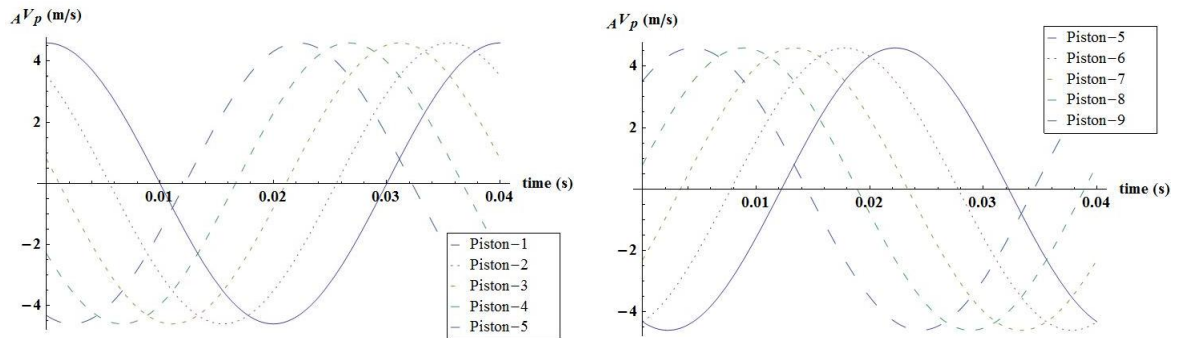 A V p (m/s)
4
2
−2
−4
0.01 0.02 0.03 0.04
time (s)
Piston−1
Piston−2
Piston−3
Piston−4
Piston−5
A V p (m/s)
4
2
−2
−4
0.01 0.02 0.03 0.04
time (s)
Piston−5
Piston−6
Piston−7
Piston−8
Piston−9